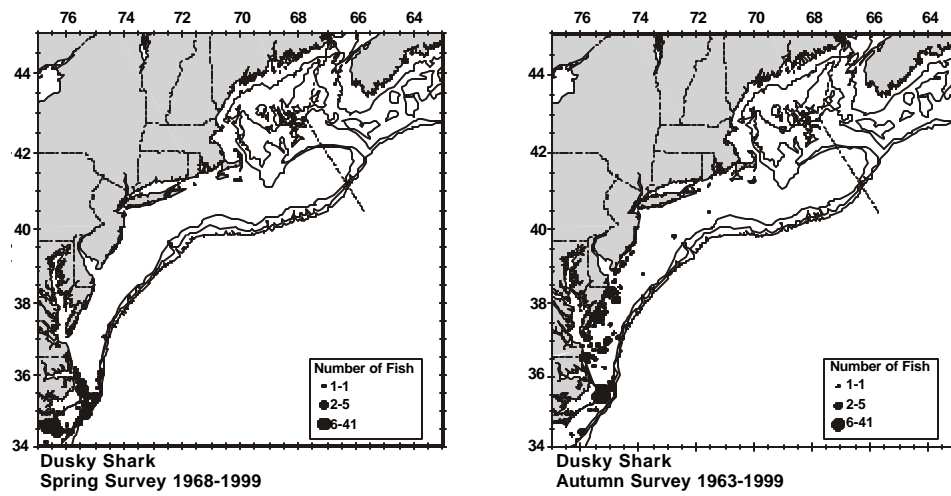 76 74 72 70 68 66 64
44
42
40
38
36
34
Number of Fish
1-1
2-5
6-41
Dusky Shark
Spring Survey 1968-1999
76 74 72 70 68 66 64
44
42
40
38
36
34
Number of Fish
1-1
2-5
6-41
Dusky Shark
Autumn Survey 1963-1999